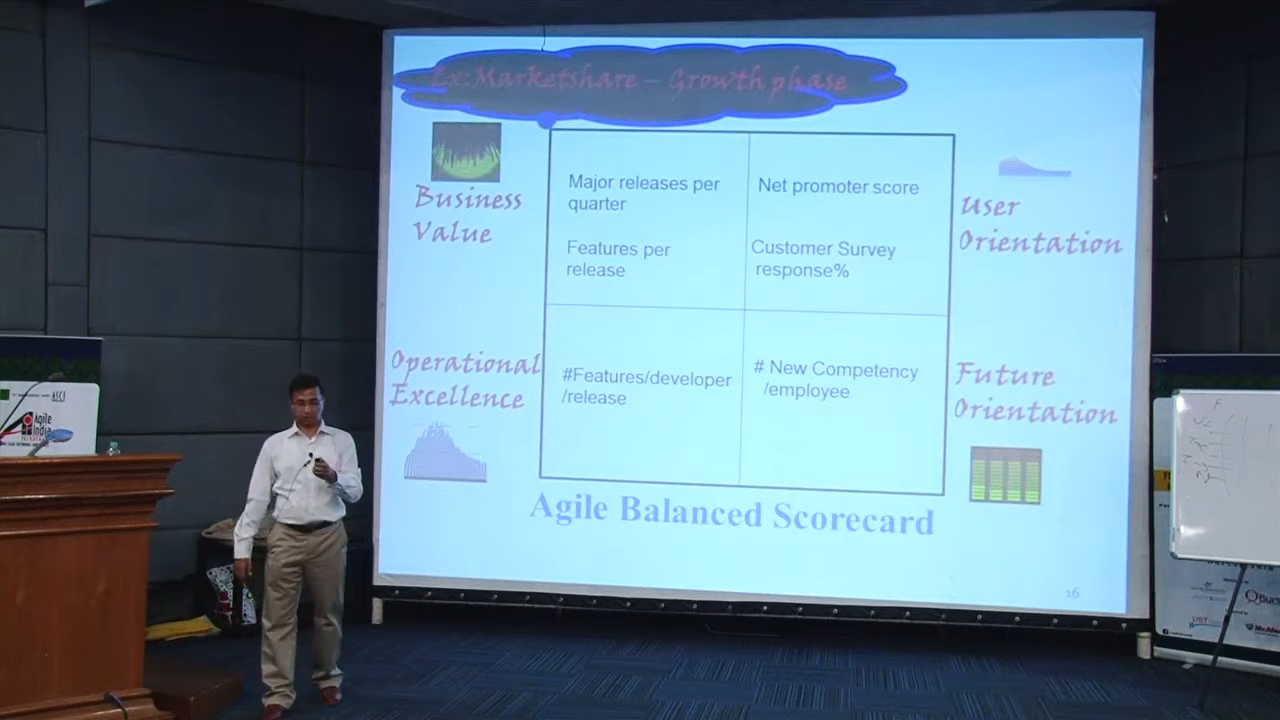 Ex:Marketshare – Growth phase
Business
Value
Major releases per
quarter
Features per
release
Net promoter score
Customer Survey
response%
User
Orientation
Operational
Excellence
#Features/developer
/release
# New Competency
/employee
Future
Orientation
Agile Balanced Scorecard
16
ASCI
Agile
India